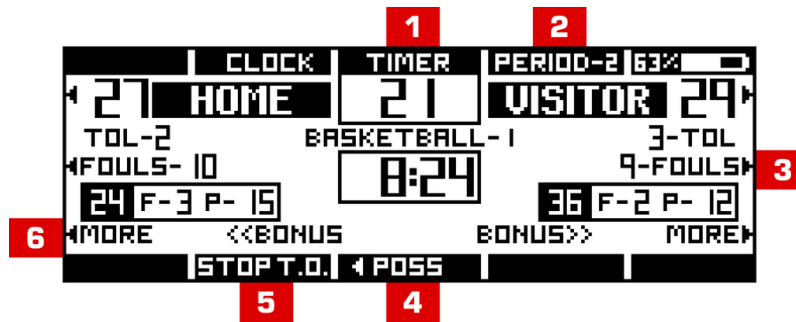 1 2
CLOCK TIMER PERIOD-2 63%
27 HOME 21 VISITOR 29
TOL-2 BASKETBALL-1 3-TOL
FOULS-10 8:24 9-FOULS 3
24 F-3 P-15 36 F-2 P-12
6 MORE <<BONUS BONUS>> MORE
STOP T.O. POSS
5 4